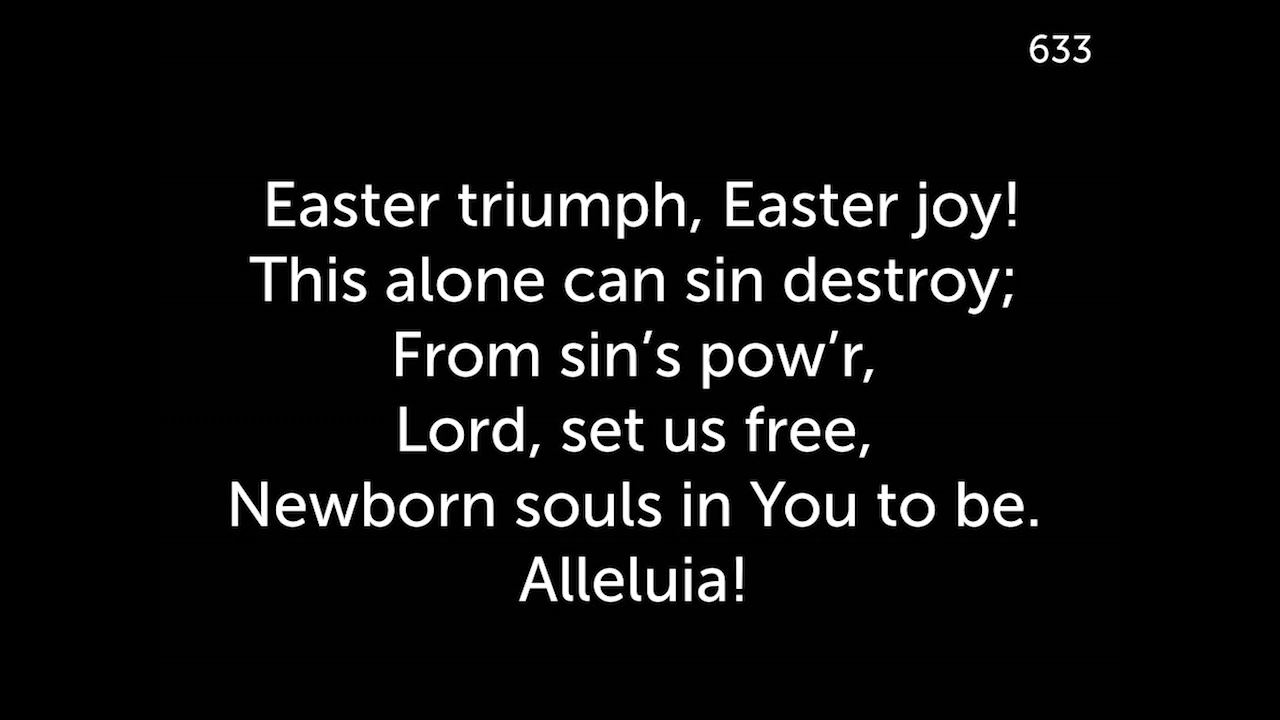 633
Easter triumph, Easter joy!
This alone can sin destroy;
From sin’s pow’r,
Lord, set us free,
Newborn souls in You to be.
Alleluia!